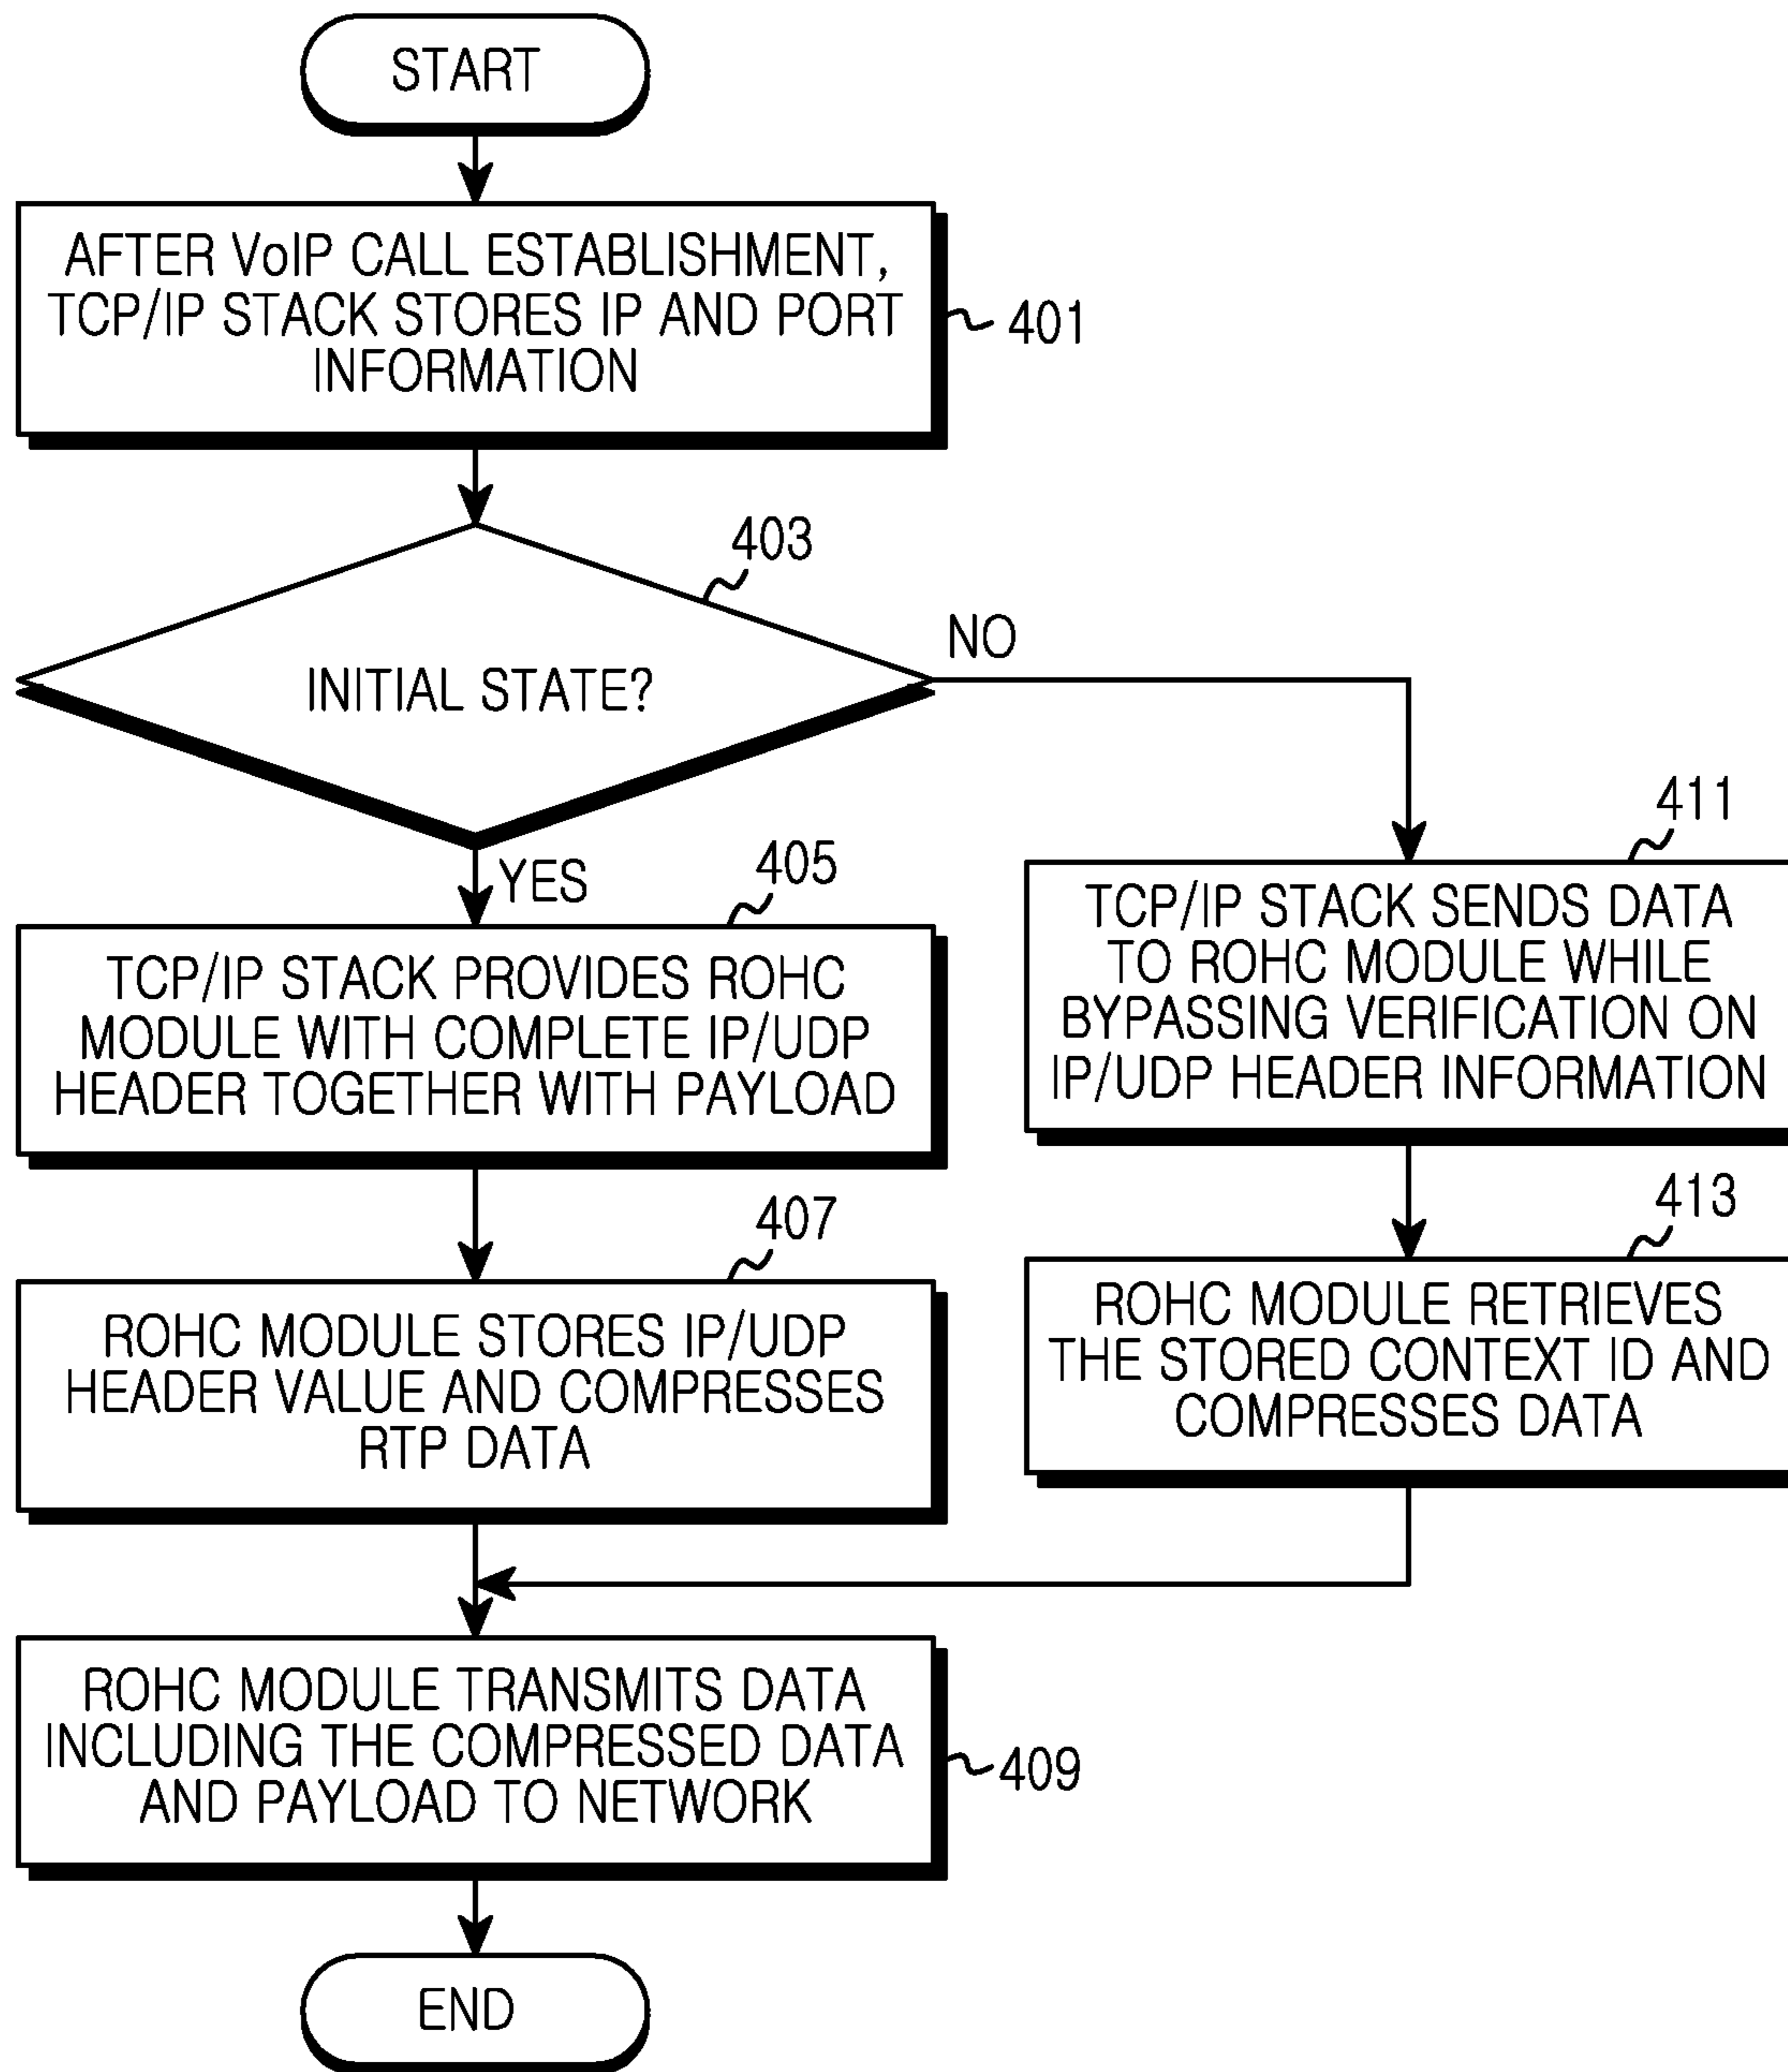 START
AFTER VoIP CALL ESTABLISHMENT,
TCP/IP STACK STORES IP AND PORT
INFORMATION
401
403
INITIAL STATE?
NO
YES
405
TCP/IP STACK PROVIDES ROHC
MODULE WITH COMPLETE IP/UDP
HEADER TOGETHER WITH PAYLOAD
407
ROHC MODULE STORES IP/UDP
HEADER VALUE AND COMPRESSES
RTP DATA
411
TCP/IP STACK SENDS DATA
TO ROHC MODULE WHILE
BYPASSING VERIFICATION ON
IP/UDP HEADER INFORMATION
413
ROHC MODULE RETRIEVES
THE STORED CONTEXT ID AND
COMPRESSES DATA
ROHC MODULE TRANSMITS DATA
INCLUDING THE COMPRESSED DATA
AND PAYLOAD TO NETWORK
409
END